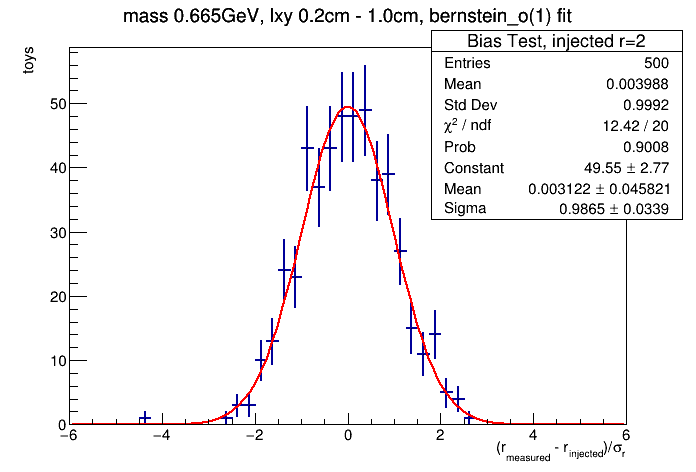 mass 0.665GeV, lxy 0.2cm - 1.0cm, bernstein_o(1) fit
Bias Test, injected r=2
Entries 500
Mean 0.003988
Std Dev 0.9992
χ² / ndf 12.42 / 20
Prob 0.9008
Constant 49.55 ± 2.77
Mean 0.003122 ± 0.045821
Sigma 0.9865 ± 0.0339
toys
50
40
30
20
10
0
−6 −4 −2 0 2 4 6
(r_measured - r_injected)/σ_r